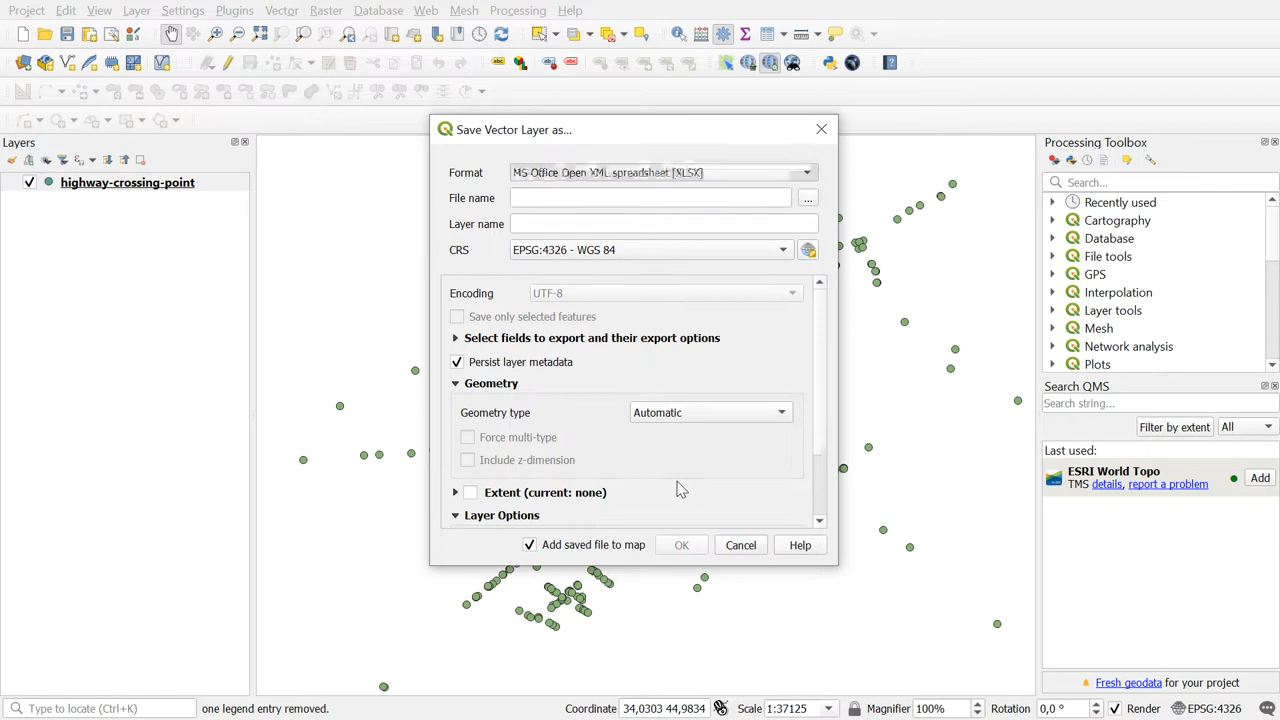 Project Edit View Layer Settings Plugins Vector Raster Database Web Mesh Processing Help
Layers
highway-crossing-point
Save Vector Layer as...
Format MS Office Open XML spreadsheet [XLSX]
File name
...
Layer name
CRS EPSG:4326 - WGS 84
Encoding UTF-8
Save only selected features
Select fields to export and their export options
Persist layer metadata
Geometry
Geometry type Automatic
Force multi-type
Include z-dimension
Extent (current: none)
Layer Options
Add saved file to map OK Cancel Help
Processing Toolbox
Search...
Recently used
Cartography
Database
File tools
GPS
Interpolation
Layer tools
Mesh
Network analysis
Plots
Search QMS
Search string...
Filter by extent All
Last used:
ESRI World Topo
TMS details, report a problem
Add
Fresh geodata for your project
Type to locate (Ctrl+K) one legend entry removed. Coordinate 34,0303 44,9834 Scale 1:37125 Magnifier 100% Rotation 0,0 ° Render EPSG:4326